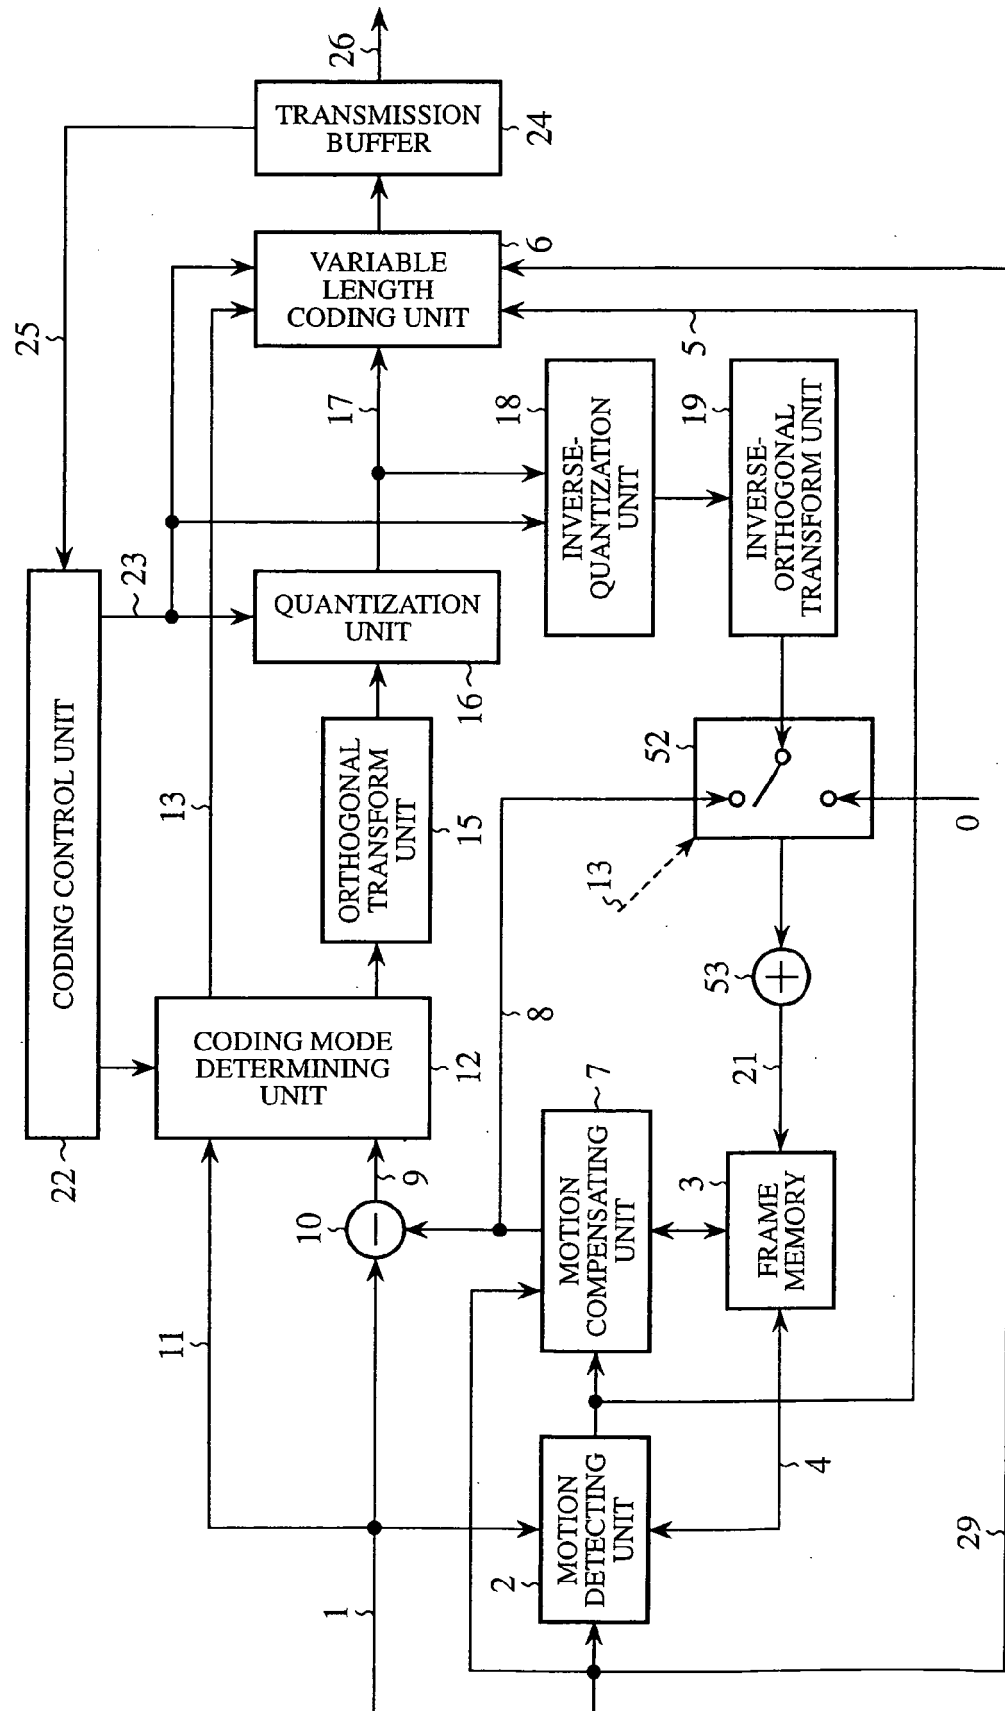 26
TRANSMISSION
BUFFER
24
25
VARIABLE
LENGTH
CODING UNIT
6
17
5
18
INVERSE-
QUANTIZATION
UNIT
19
INVERSE-
ORTHOGONAL
TRANSFORM UNIT
23
QUANTIZATION
UNIT
16
CODING CONTROL UNIT
22
13
ORTHOGONAL
TRANSFORM
UNIT
15
52
13
0
53
CODING MODE
DETERMINING
UNIT
12
8
21
10
9
7
MOTION
COMPENSATING
UNIT
3
FRAME
MEMORY
11
4
2
MOTION
DETECTING
UNIT
1
29